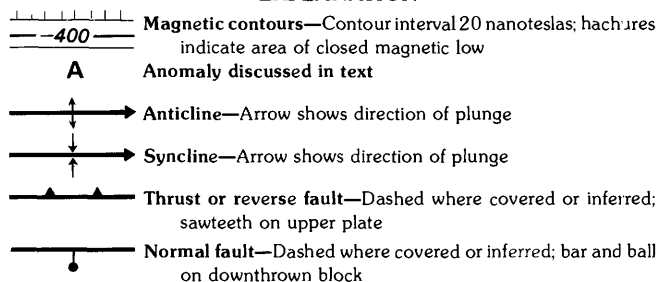 Magnetic contours—Contour interval 20 nanoteslas; hachures
—400
indicate area of closed magnetic low
A Anomaly discussed in text
Anticline—Arrow shows direction of plunge
Syncline—Arrow shows direction of plunge
Thrust or reverse fault—Dashed where covered or inferred;
sawteeth on upper plate
Normal fault—Dashed where covered or inferred; bar and ball
on downthrown block